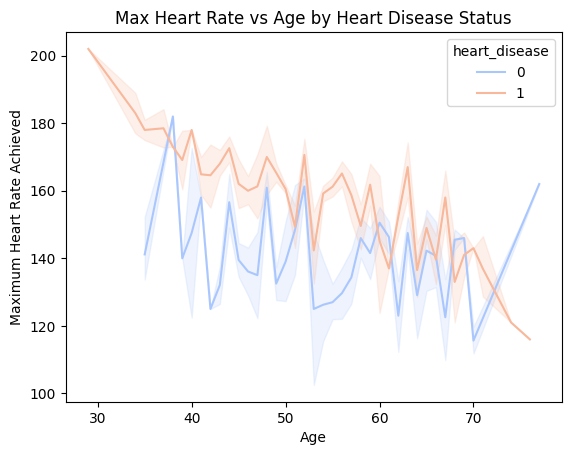 Max Heart Rate vs Age by Heart Disease Status
heart_disease
0
1
Maximum Heart Rate Achieved
200
180
160
140
120
100
30 40 50 60 70
Age